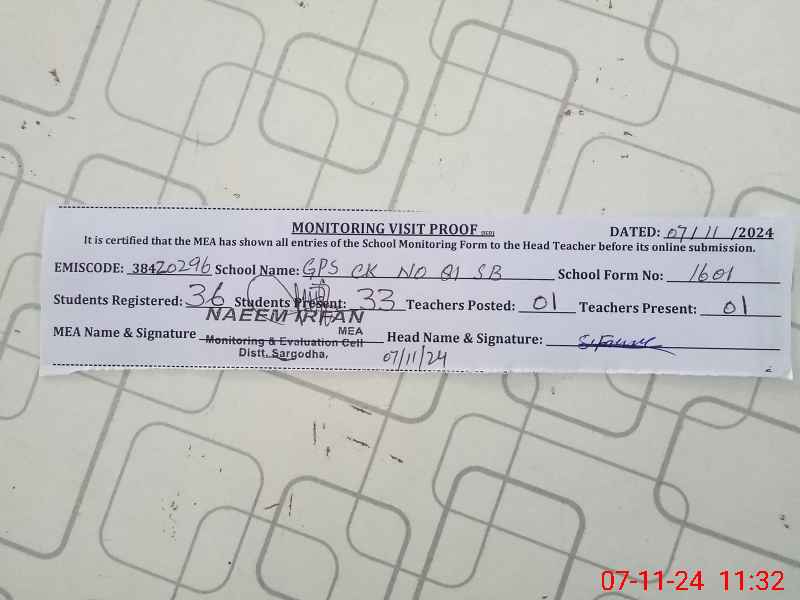 MONITORING VISIT PROOF DATED: 07/11/2024
It is certified that the MEA has shown all entries of the School Monitoring Form to the Head Teacher before its online submission.
EMISCODE: 38420296 School Name: GPS CK NO 01 SB School Form No: 1601
Students Registered: 36 Students Present: 33 Teachers Posted: 01 Teachers Present: 01
NAEEM IRFAN
MEA
MEA Name & Signature Head Name & Signature:
Monitoring & Evaluation Cell
Distt. Sargodha,
07/11/24
07-11-24 11:32